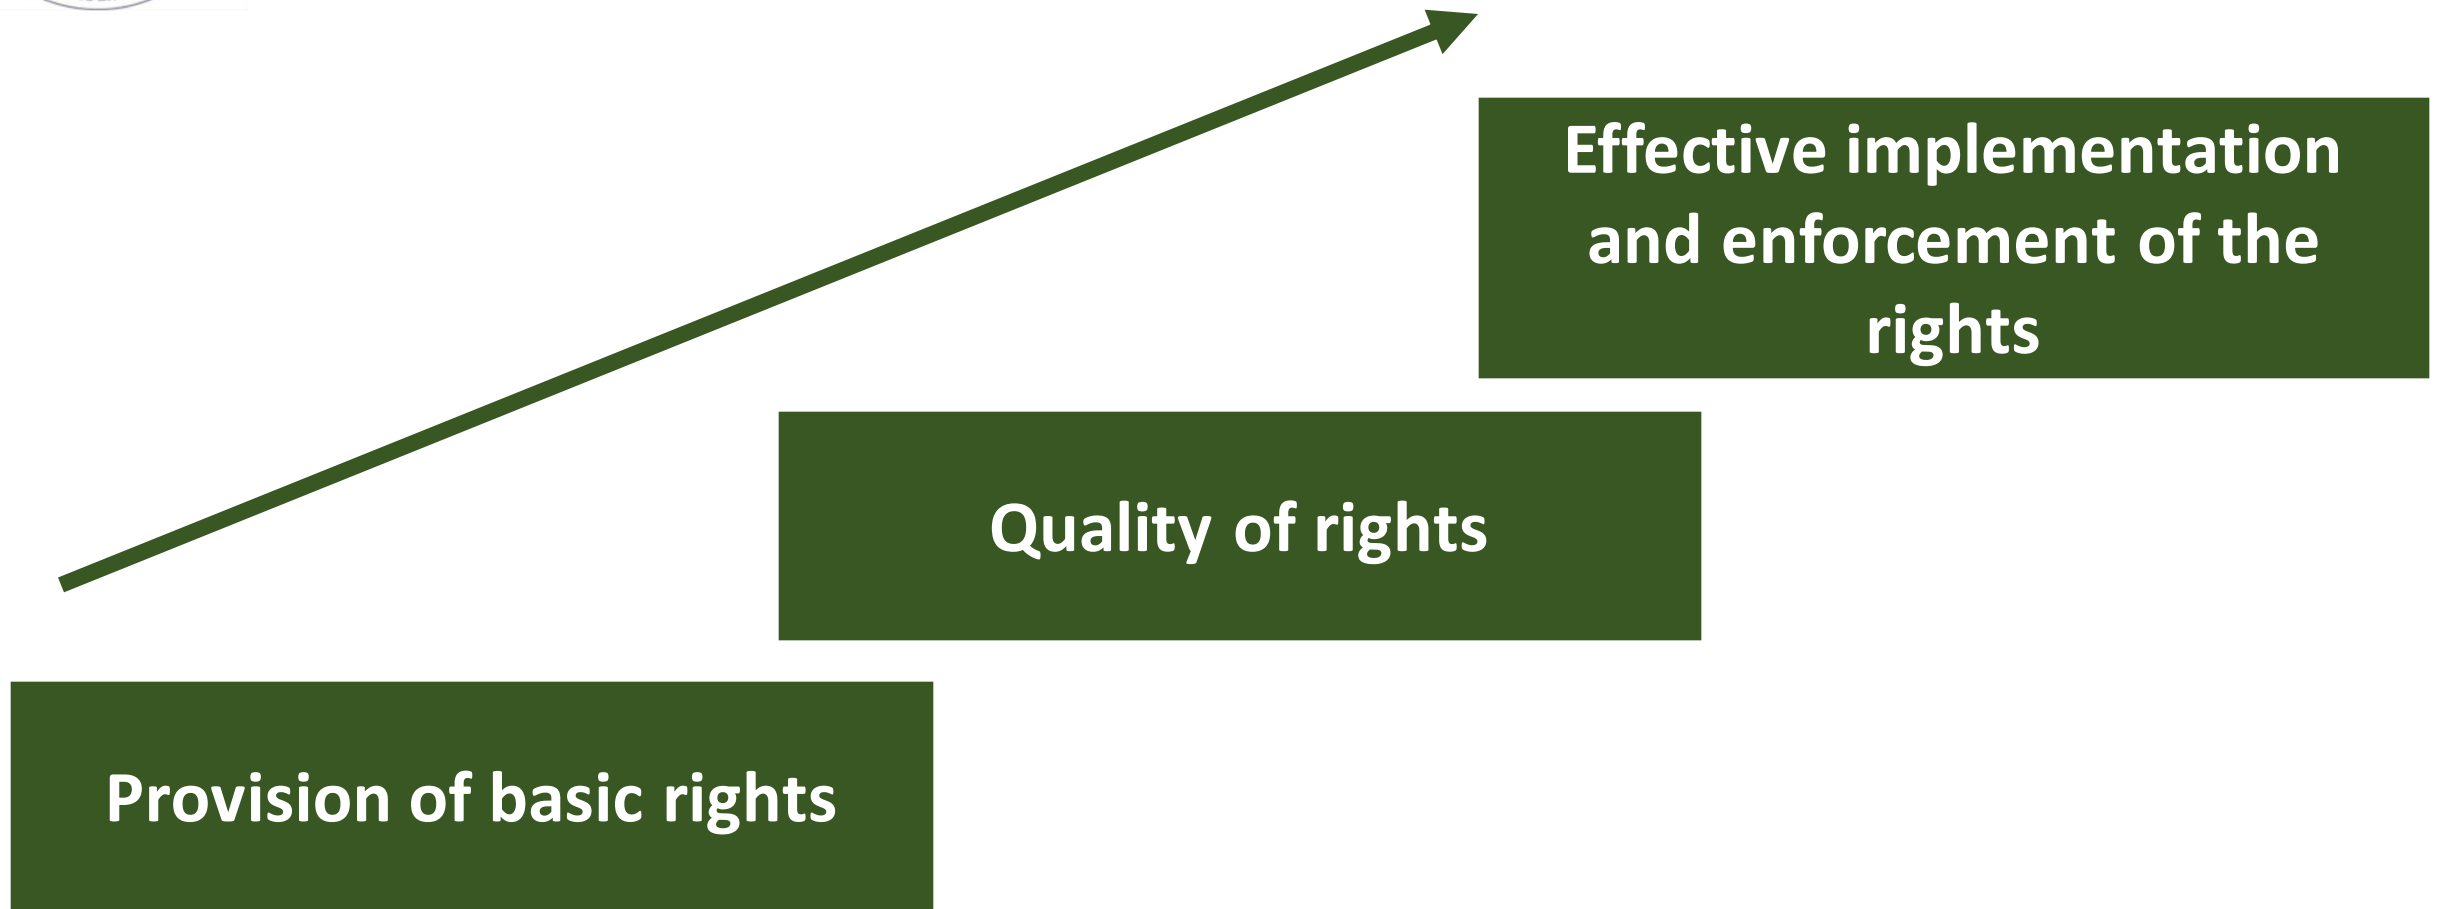 Effective implementation
and enforcement of the
rights
Quality of rights
Provision of basic rights